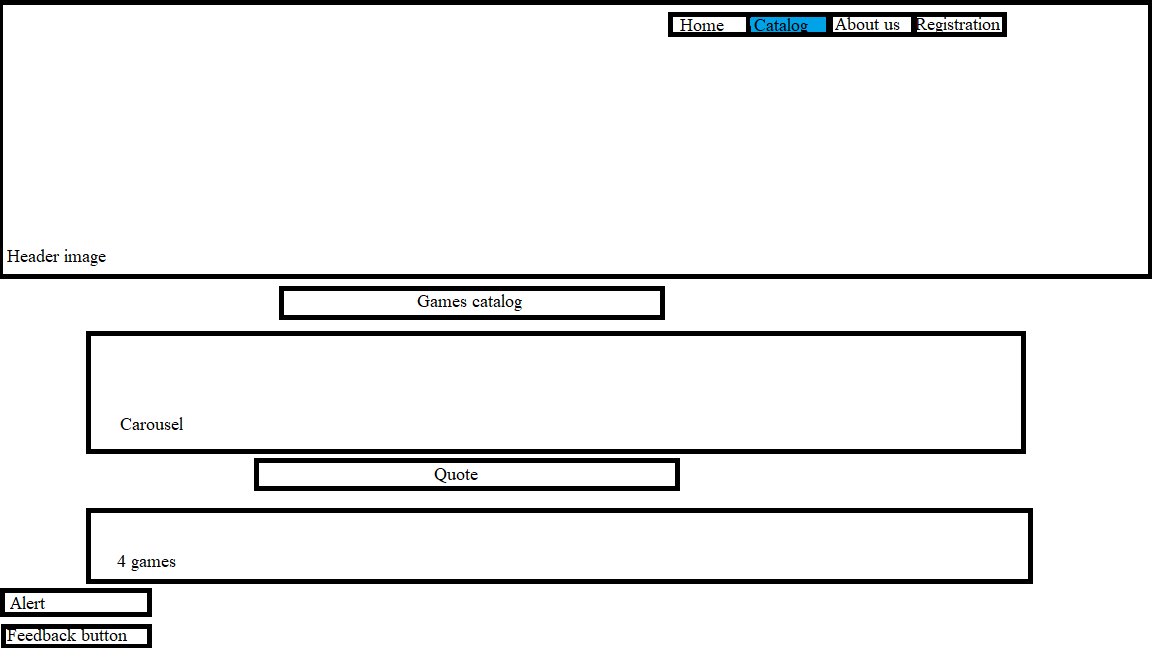 Home Catalog About us Registration
Header image
Games catalog
Carousel
Quote
4 games
Alert
Feedback button